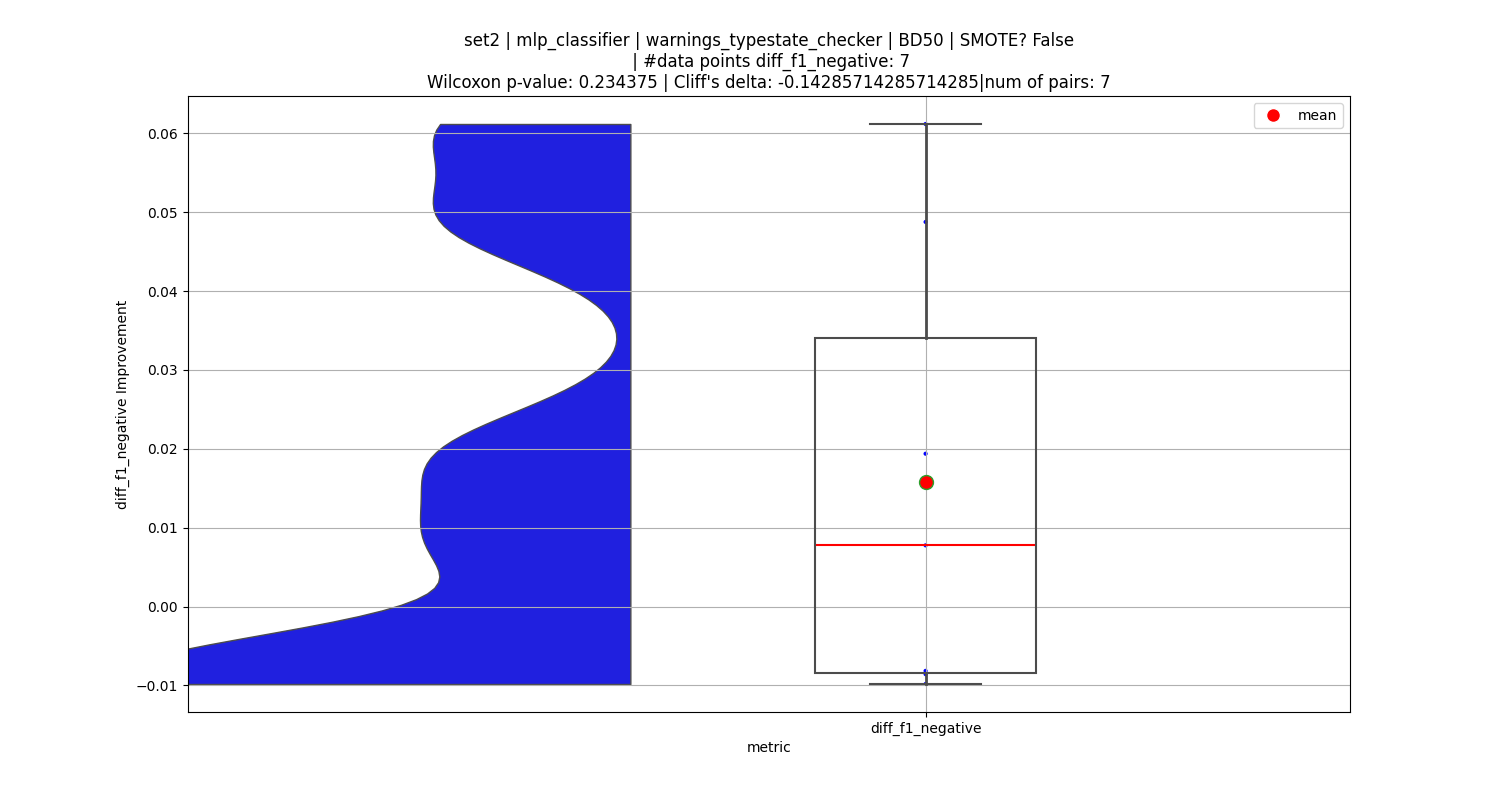 set2 | mlp_classifier | warnings_typestate_checker | BD50 | SMOTE? False
| #data points diff_f1_negative: 7
Wilcoxon p-value: 0.234375 | Cliff's delta: -0.14285714285714285|num of pairs: 7
mean
0.06
0.05
0.04
0.03
0.02
0.01
0.00
−0.01
diff_f1_negative Improvement
diff_f1_negative
metric